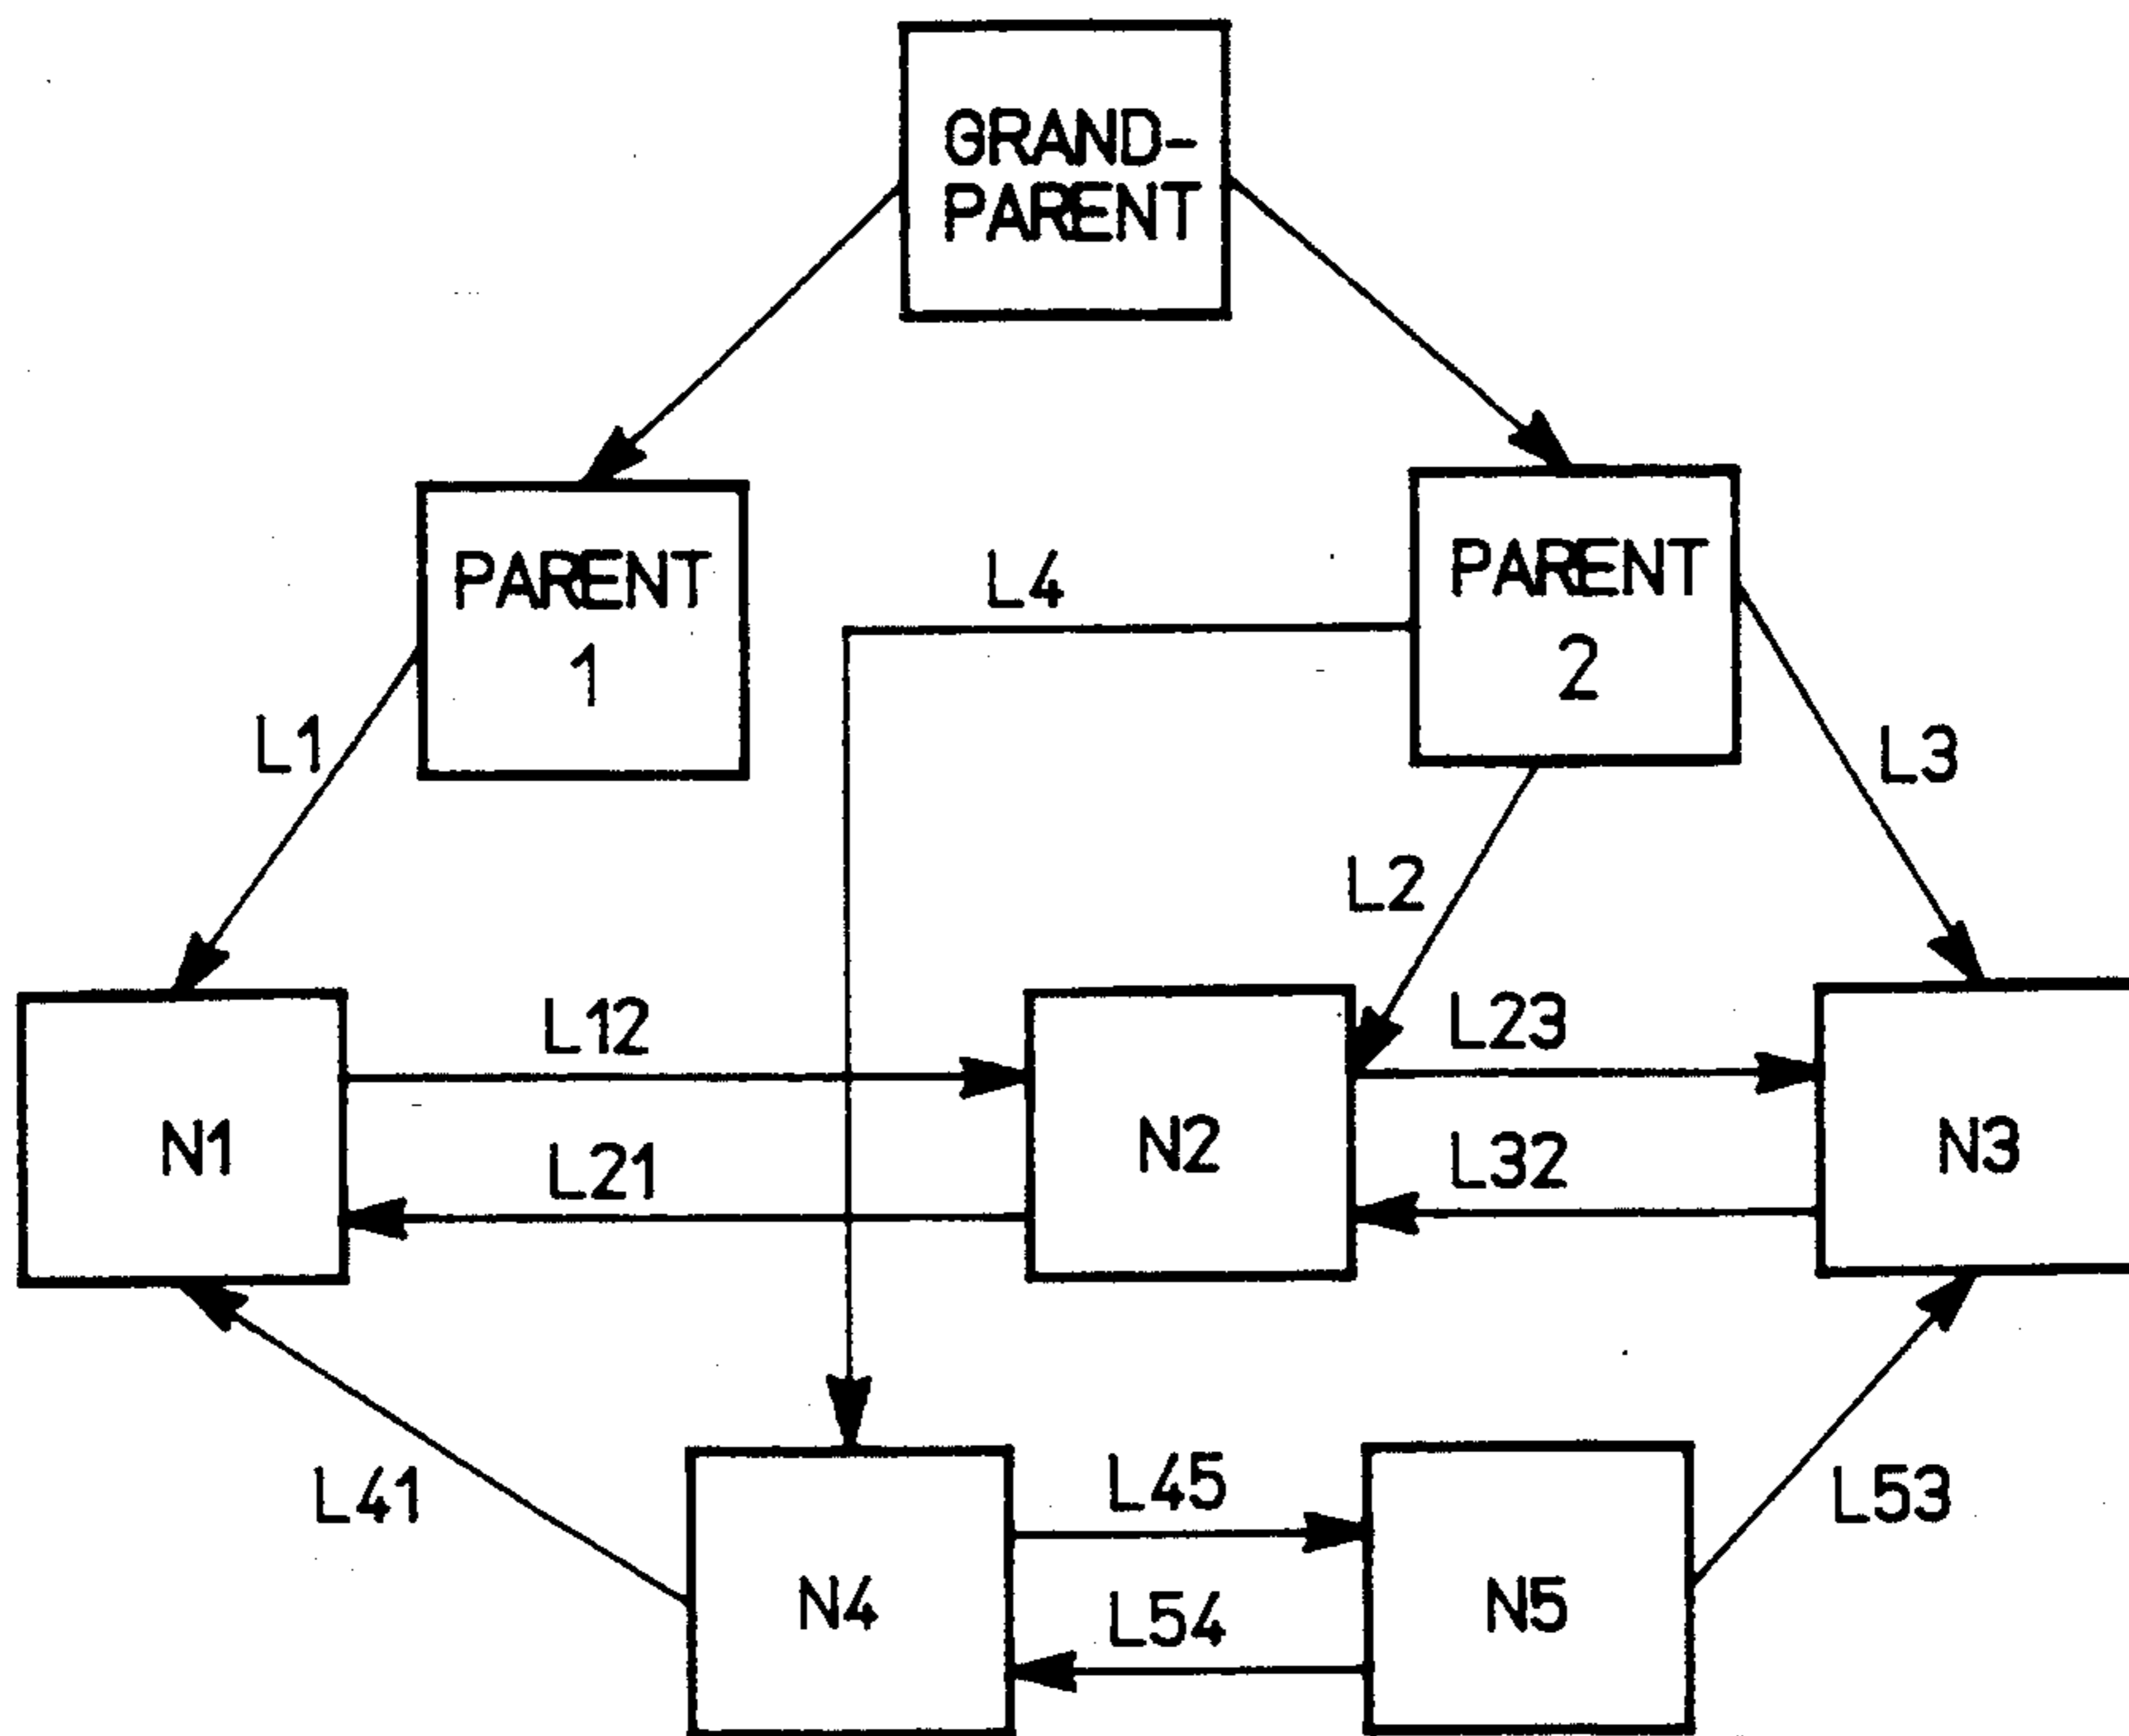 GRAND-
PARENT
PARENT
1
L4
PARENT
2
L1
L3
L2
L12
L23
N1
L21
N2
L32
N3
L41
L45
L53
N4
L54
N5